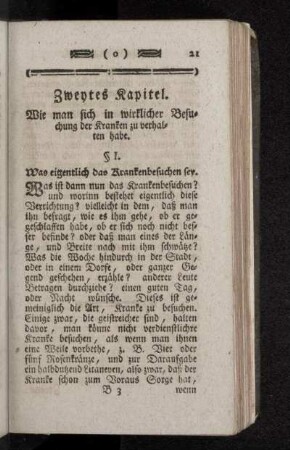 ( 0 ) 21
Zweytes Kapitel.
Wie man sich in wirklicher Besu-
chung der Kranken zu verhal-
ten habe.
§ I.
Was eigentlich das Krankenbesuchen sey.
Was ist dann nun das Krankenbesuchen?
und worinn bestehet eigentlich diese
Verrichtung? vielleicht in dem, daß man
ihn befragt, wie es ihn gehe, ob er ge-
geschlaffen habe, ob er sich noch nicht bes-
ser befinde? oder daß man eines der Län-
ge, und Breite nach mit ihn schwätze?
Was die Woche hindurch in der Stadt,
oder in einem Dorfe, oder ganzer Ge-
gend geschehen, erzähle? anderer Leute
Betragen durchziehe? einen guten Tag,
oder Nacht wünsche. Dieses ist ge-
meiniglich die Art, Kranke zu besuchen.
Einige zwar, die geistreicher sind, halten
davor, man könne nicht verdienstlicher
Kranke besuchen, als wenn man ihnen
eine Weile vorbethe, z. B. Vier oder
fünf Rosenkränze, und zur Darausgabe
ein halbdutzend Litaneyen, also zwar, daß der
Kranke schon zum Voraus Sorge hat,
B 3 wenn